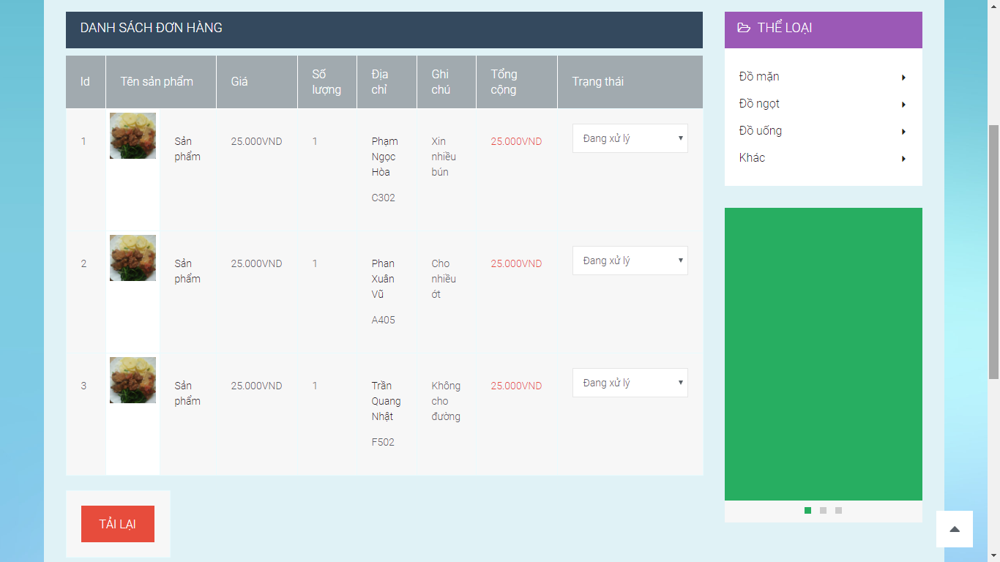 DANH SÁCH ĐƠN HÀNG
Id
Tên sản phẩm
Giá
Số
lượng
Địa
chỉ
Ghi
chú
Tổng
cộng
Trạng thái
1
Sản
phẩm
25.000VND
1
Phạm
Ngọc
Hòa
C302
Xin
nhiều
bún
25.000VND
Đang xử lý
2
Sản
phẩm
25.000VND
1
Phan
Xuân
Vũ
A405
Cho
nhiều
ớt
25.000VND
Đang xử lý
3
Sản
phẩm
25.000VND
1
Trần
Quang
Nhật
F502
Không
cho
đường
25.000VND
Đang xử lý
TẢI LẠI
THỂ LOẠI
Đồ mặn
Đồ ngọt
Đồ uống
Khác